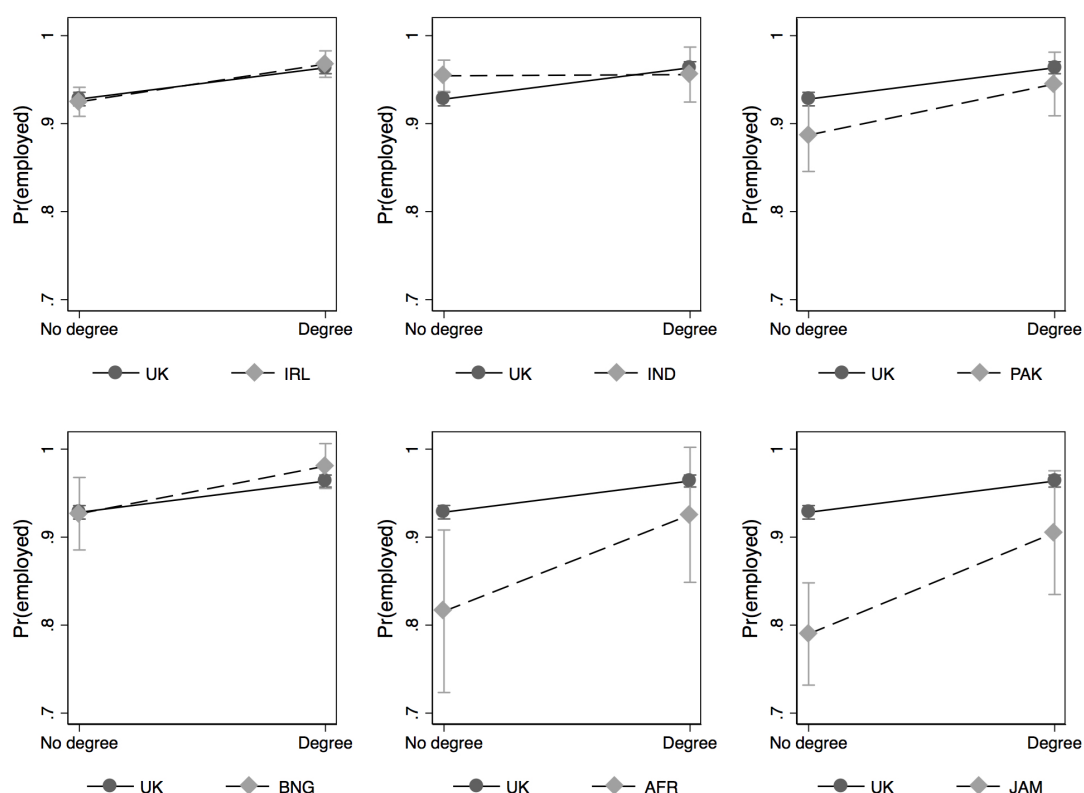 Pr(employed)
1
.9
.8
.7
No degree Degree
UK IRL
Pr(employed)
1
.9
.8
.7
No degree Degree
UK IND
Pr(employed)
1
.9
.8
.7
No degree Degree
UK PAK
Pr(employed)
1
.9
.8
.7
No degree Degree
UK BNG
Pr(employed)
1
.9
.8
.7
No degree Degree
UK AFR
Pr(employed)
1
.9
.8
.7
No degree Degree
UK JAM